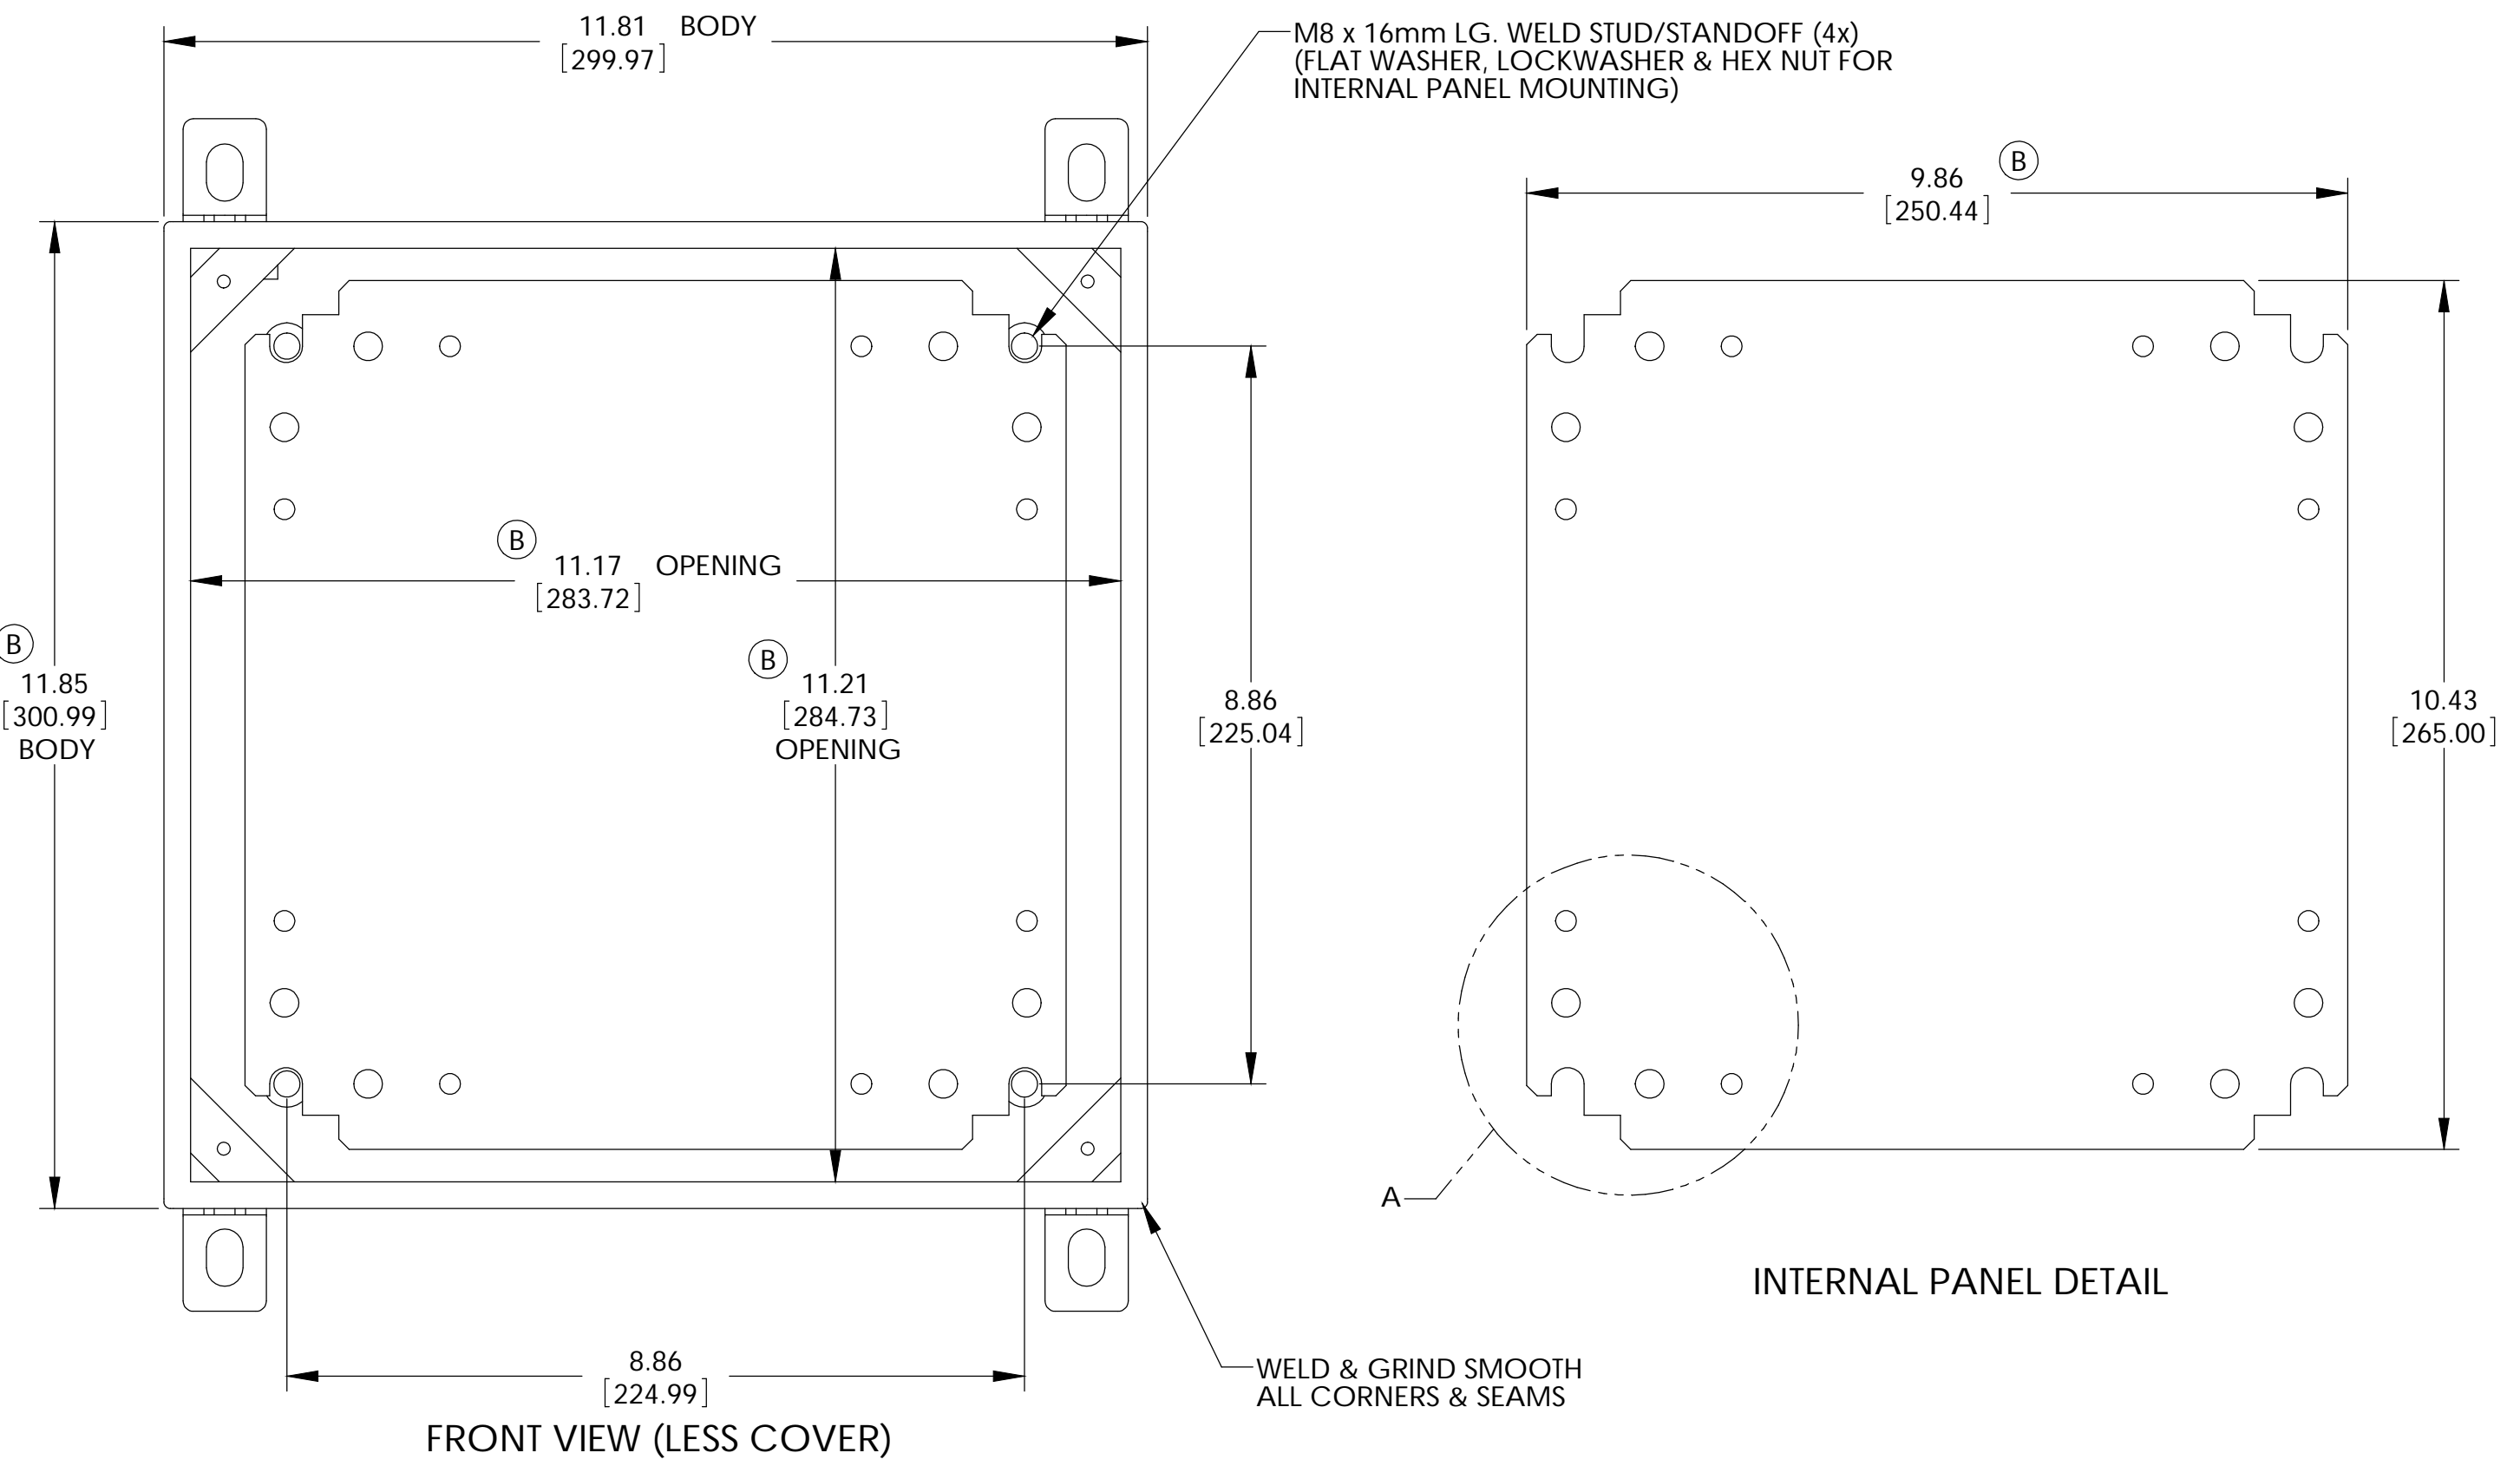 11.81 BODY
[299.97]
M8 x 16mm LG. WELD STUD/STANDOFF (4x)
(FLAT WASHER, LOCKWASHER & HEX NUT FOR
INTERNAL PANEL MOUNTING)
B
9.86
[250.44]
B
11.17 OPENING
[283.72]
B
11.85
[300.99]
BODY
B
11.21
[284.73]
OPENING
8.86
[225.04]
10.43
[265.00]
A
INTERNAL PANEL DETAIL
8.86
[224.99]
WELD & GRIND SMOOTH
ALL CORNERS & SEAMS
FRONT VIEW (LESS COVER)